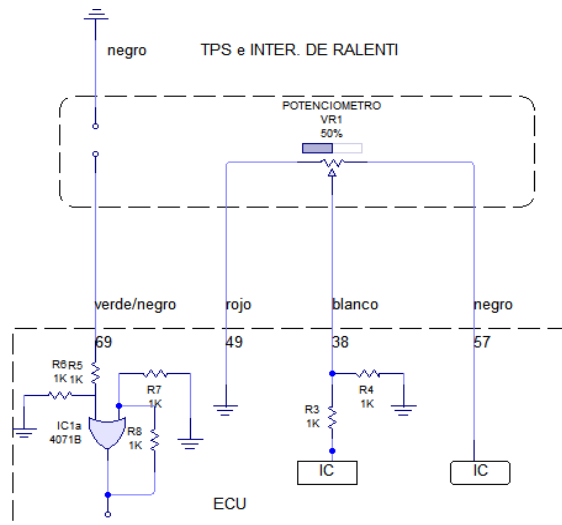 negro
TPS e INTER. DE RALENTI
POTENCIOMETRO
VR1
50%
verde/negro
rojo
blanco
negro
69
49
38
57
R6
1K
R5
1K
R7
1K
R4
1K
R3
1K
IC1a
4071B
R8
1K
IC
IC
ECU